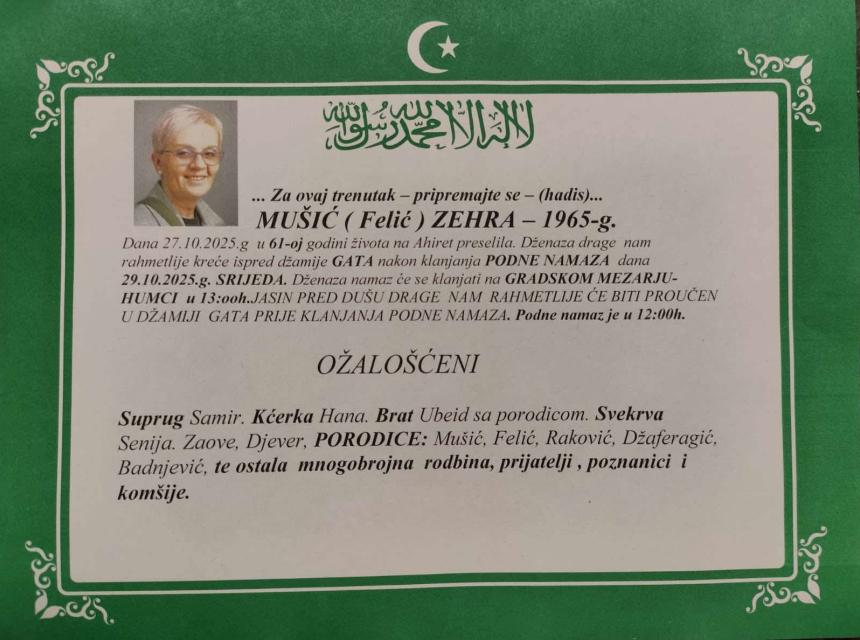 لا إله إلا الله محمد رسول الله
... Za ovaj trenutak – pripremajte se – (hadis)...
MUŠIĆ ( Felić ) ZEHRA – 1965-g.
Dana 27.10.2025.g u 61-oj godini života na Ahiret preselila. Dženaza drage nam
rahmetlije kreće ispred džamije GATA nakon klanjanja PODNE NAMAZA dana
29.10.2025.g. SRIJEDA. Dženaza namaz će se klanjati na GRADSKOM MEZARJU-
HUMCI u 13:ooh.JASIN PRED DUŠU DRAGE NAM RAHMETLIJE ĆE BITI PROUČEN
U DŽAMIJI GATA PRIJE KLANJANJA PODNE NAMAZA. Podne namaz je u 12:00h.
OŽALOŠĆENI
Suprug Samir. Kćerka Hana. Brat Ubeid sa porodicom. Svekrva
Senija. Zaove, Djever, PORODICE: Mušić, Felić, Raković, Džaferagić,
Badnjević, te ostala mnogobrojna rodbina, prijatelji , poznanici i
komšije.